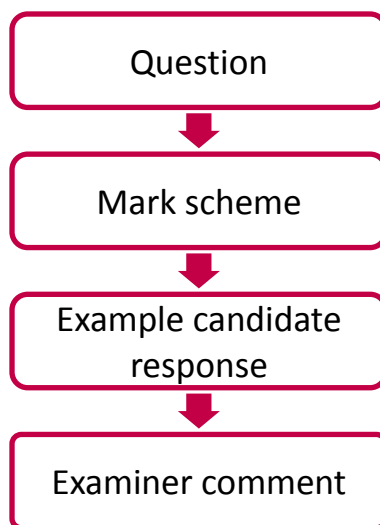 Question
Mark scheme
Example candidate
response
Examiner comment